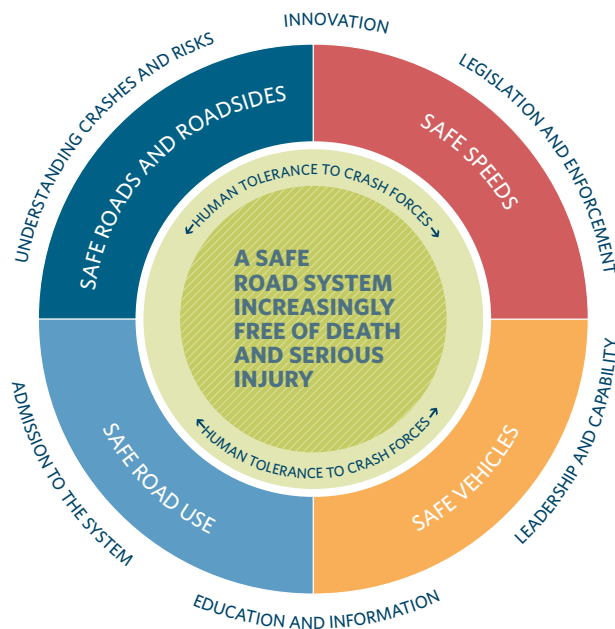 INNOVATION
UNDERSTANDING CRASHES AND RISKS
LEGISLATION AND ENFORCEMENT
SAFE ROADS AND ROADSIDES
SAFE SPEEDS
←HUMAN TOLERANCE TO CRASH FORCES→
A SAFE
ROAD SYSTEM
INCREASINGLY
FREE OF DEATH
AND SERIOUS
INJURY
←HUMAN TOLERANCE TO CRASH FORCES→
SAFE ROAD USE
SAFE VEHICLES
ADMISSION TO THE SYSTEM
LEADERSHIP AND CAPABILITY
EDUCATION AND INFORMATION